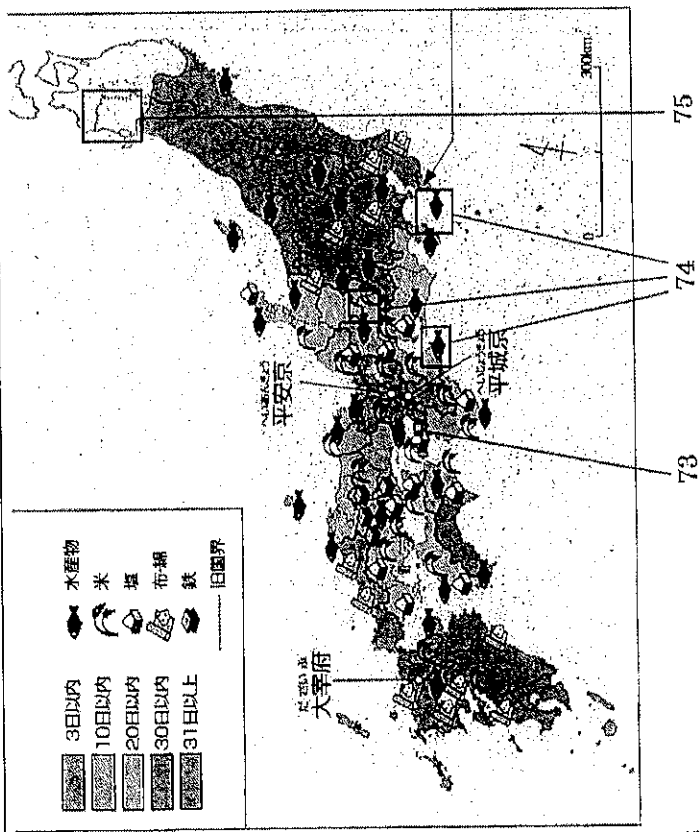 3日以内
10日以内
20日以内
30日以内
31日以上
水産物
米
塩
布・綿
鉄
旧国界
へいあんきょう
平安京
へいじょうきょう
平城京
だざいふ
大宰府
0
300km
73
74
75